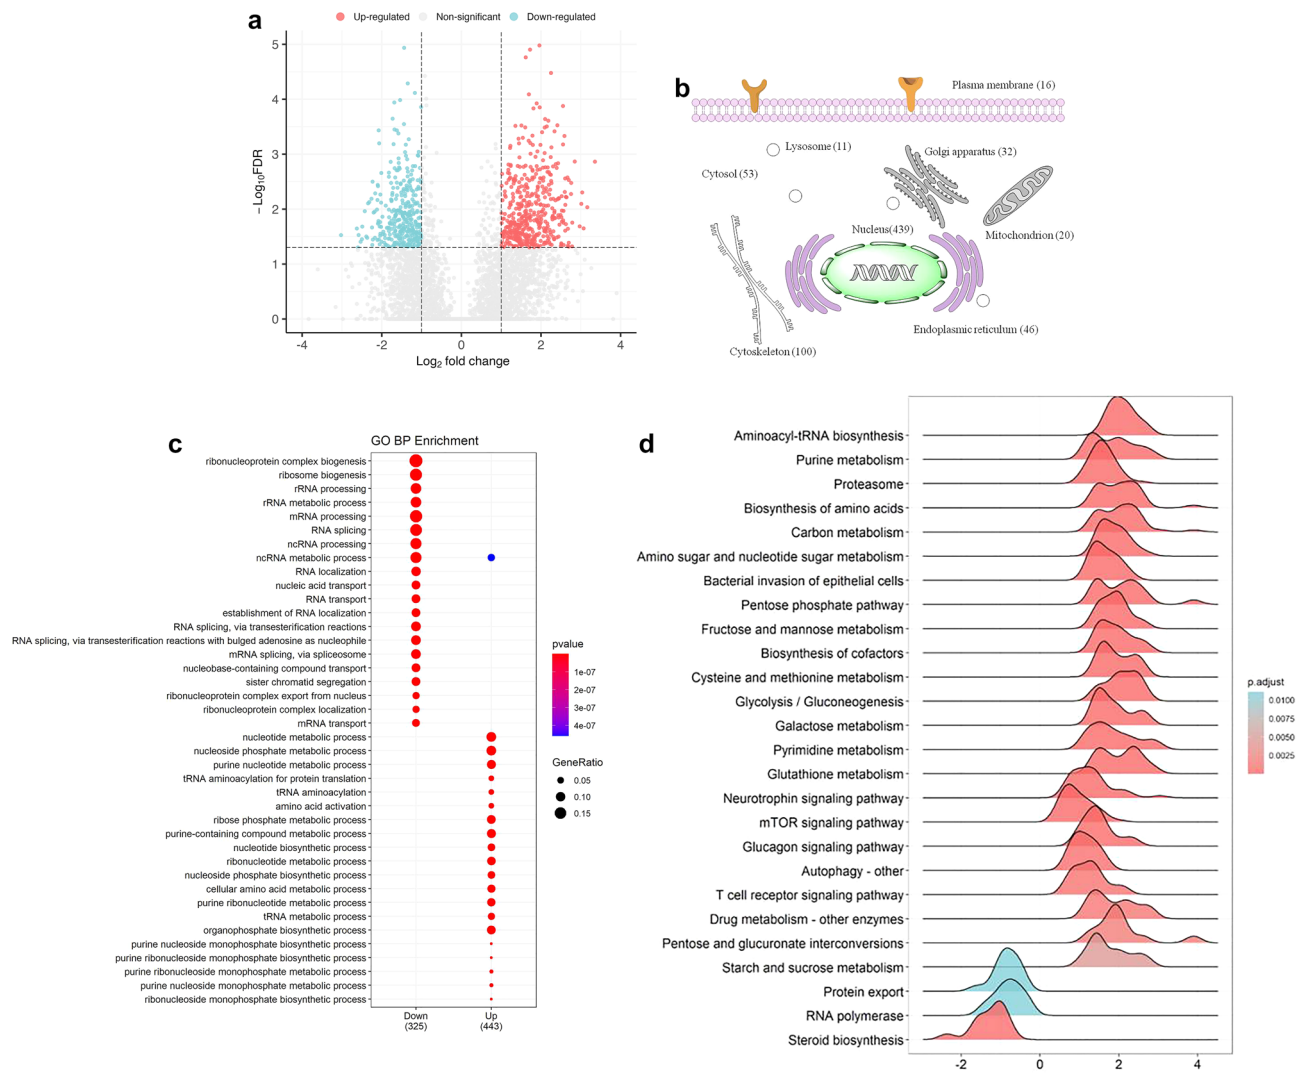 a
Up-regulated Non-significant Down-regulated
5
4
3
2
1
0
-4 -2 0 2 4
− Log10FDR
Log2 fold change
b
Plasma membrane (16)
Lysosome (11)
Golgi apparatus (32)
Cytosol (53)
Nucleus(439)
Mitochondrion (20)
Endoplasmic reticulum (46)
Cytoskeleton (100)
c
GO BP Enrichment
ribonucleoprotein complex biogenesis
ribosome biogenesis
rRNA processing
rRNA metabolic process
mRNA processing
RNA splicing
ncRNA processing
ncRNA metabolic process
RNA localization
nucleic acid transport
RNA transport
establishment of RNA localization
RNA splicing, via transesterification reactions
RNA splicing, via transesterification reactions with bulged adenosine as nucleophile
mRNA splicing, via spliceosome
nucleobase-containing compound transport
sister chromatid segregation
ribonucleoprotein complex export from nucleus
ribonucleoprotein complex localization
mRNA transport
nucleotide metabolic process
nucleoside phosphate metabolic process
purine nucleotide metabolic process
tRNA aminoacylation for protein translation
tRNA aminoacylation
amino acid activation
ribose phosphate metabolic process
purine-containing compound metabolic process
nucleotide biosynthetic process
ribonucleotide metabolic process
nucleoside phosphate biosynthetic process
cellular amino acid metabolic process
purine ribonucleotide metabolic process
tRNA metabolic process
organophosphate biosynthetic process
purine nucleoside monophosphate biosynthetic process
purine ribonucleoside monophosphate biosynthetic process
purine ribonucleoside monophosphate metabolic process
purine nucleoside monophosphate metabolic process
ribonucleoside monophosphate biosynthetic process
Down Up
(325) (443)
pvalue
1e-07
2e-07
3e-07
4e-07
GeneRatio
0.05
0.10
0.15
d
Aminoacyl-tRNA biosynthesis
Purine metabolism
Proteasome
Biosynthesis of amino acids
Carbon metabolism
Amino sugar and nucleotide sugar metabolism
Bacterial invasion of epithelial cells
Pentose phosphate pathway
Fructose and mannose metabolism
Biosynthesis of cofactors
Cysteine and methionine metabolism
Glycolysis / Gluconeogenesis
Galactose metabolism
Pyrimidine metabolism
Glutathione metabolism
Neurotrophin signaling pathway
mTOR signaling pathway
Glucagon signaling pathway
Autophagy - other
T cell receptor signaling pathway
Drug metabolism - other enzymes
Pentose and glucuronate interconversions
Starch and sucrose metabolism
Protein export
RNA polymerase
Steroid biosynthesis
-2 0 2 4
p.adjust
0.0100
0.0075
0.0050
0.0025